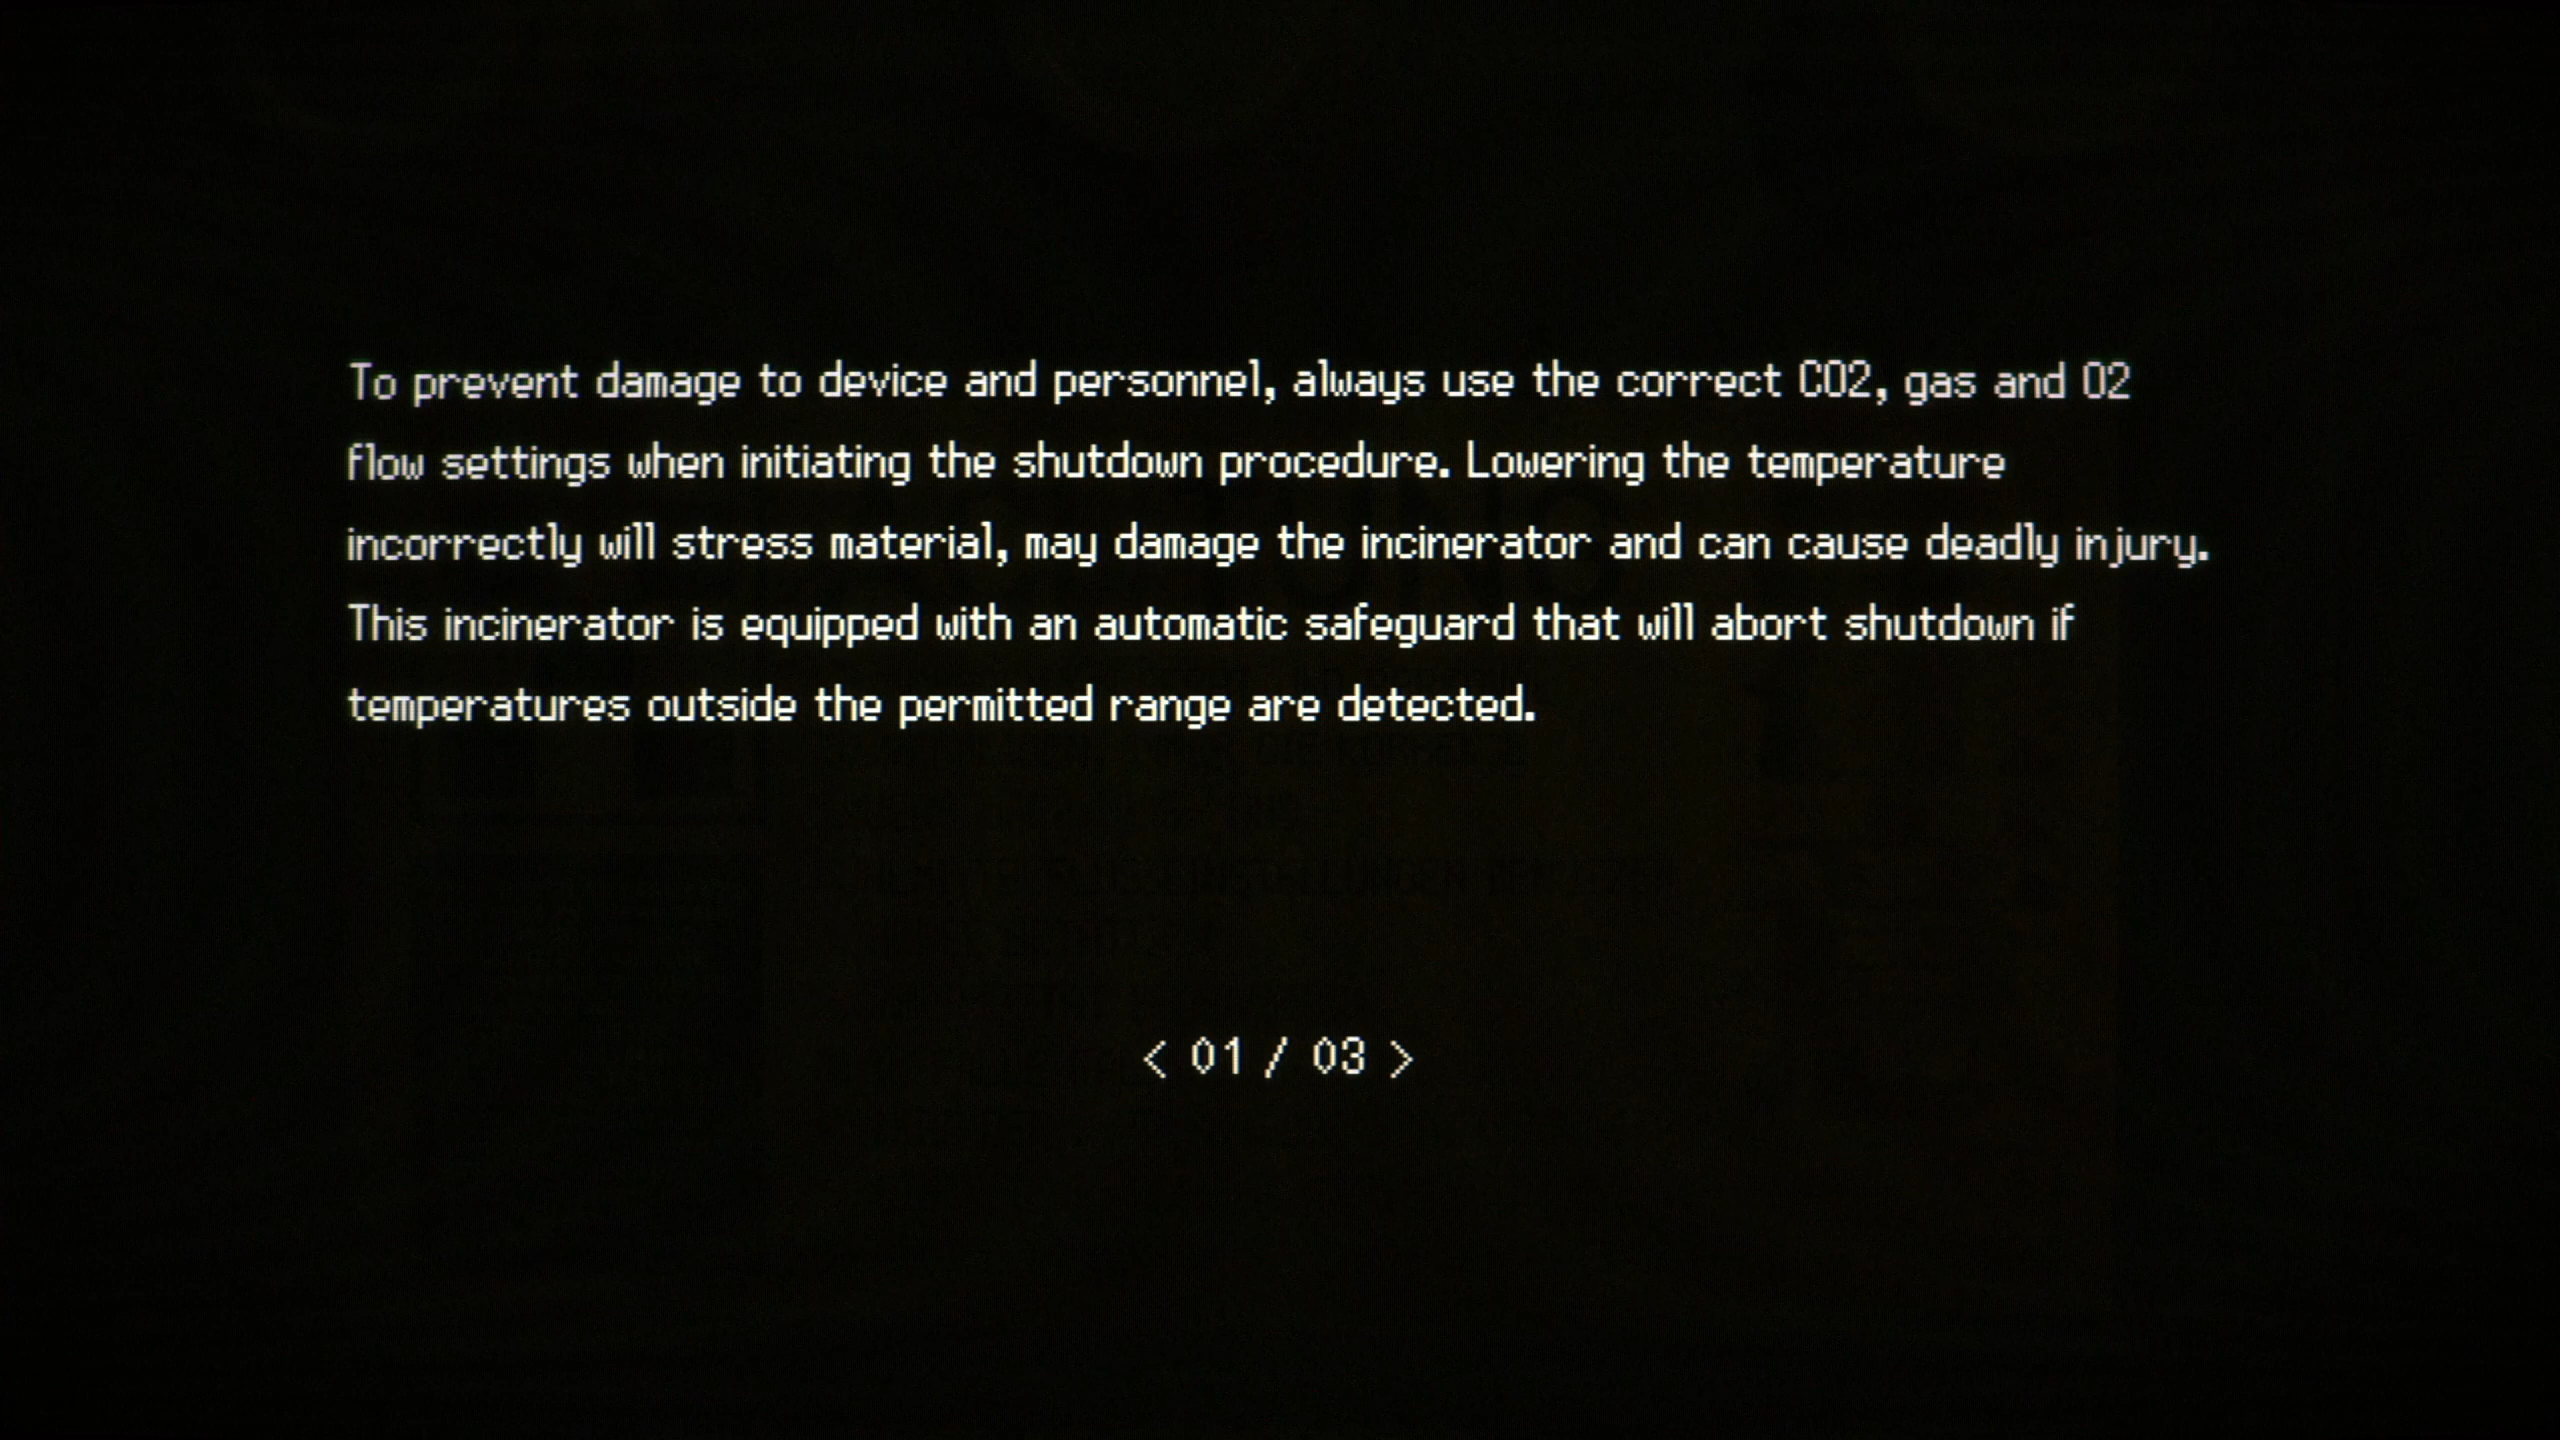 To prevent damage to device and personnel, always use the correct CO2, gas and O2
flow settings when initiating the shutdown procedure. Lowering the temperature
incorrectly will stress material, may damage the incinerator and can cause deadly injury.
This incinerator is equipped with an automatic safeguard that will abort shutdown if
temperatures outside the permitted range are detected.
< 01 / 03 >